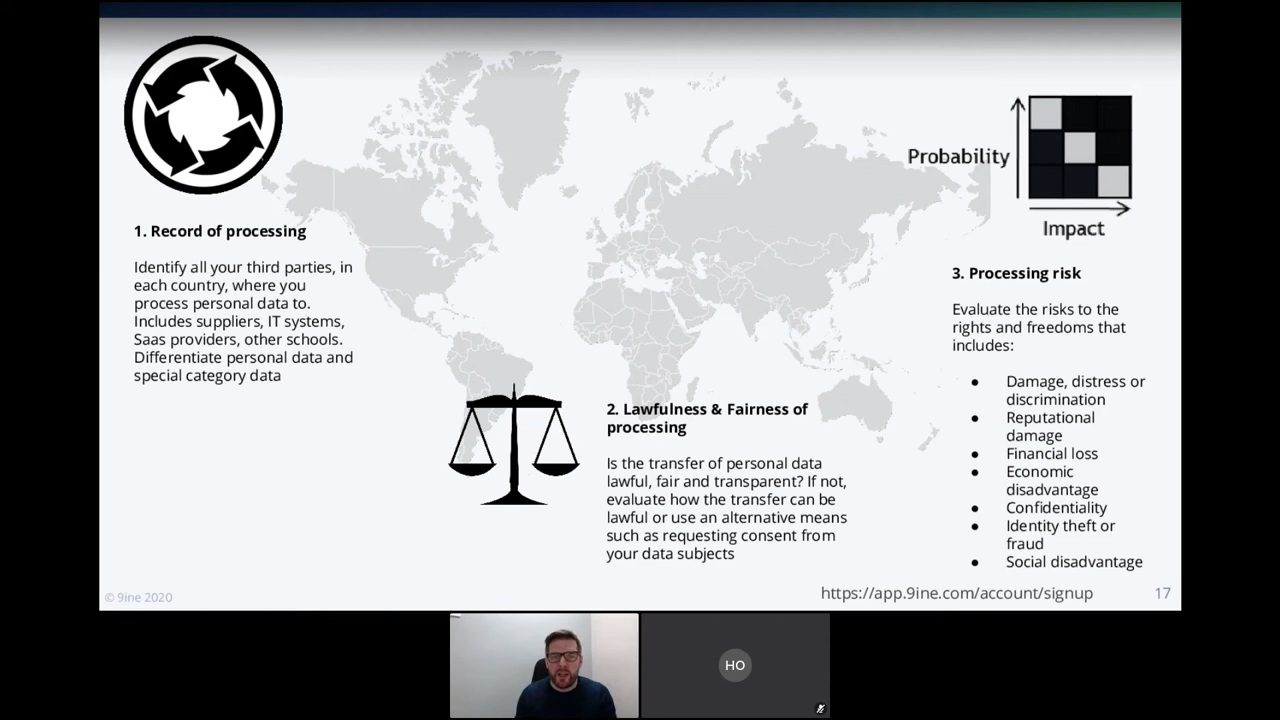 1. Record of processing
Identify all your third parties, in
each country, where you
process personal data to.
Includes suppliers, IT systems,
Saas providers, other schools.
Differentiate personal data and
special category data
2. Lawfulness & Fairness of
processing
Is the transfer of personal data
lawful, fair and transparent? If not,
evaluate how the transfer can be
lawful or use an alternative means
such as requesting consent from
your data subjects
Probability
Impact
3. Processing risk
Evaluate the risks to the
rights and freedoms that
includes:
● Damage, distress or
discrimination
● Reputational
damage
● Financial loss
● Economic
disadvantage
● Confidentiality
● Identity theft or
fraud
● Social disadvantage
© 9ine 2020
https://app.9ine.com/account/signup
17
HO